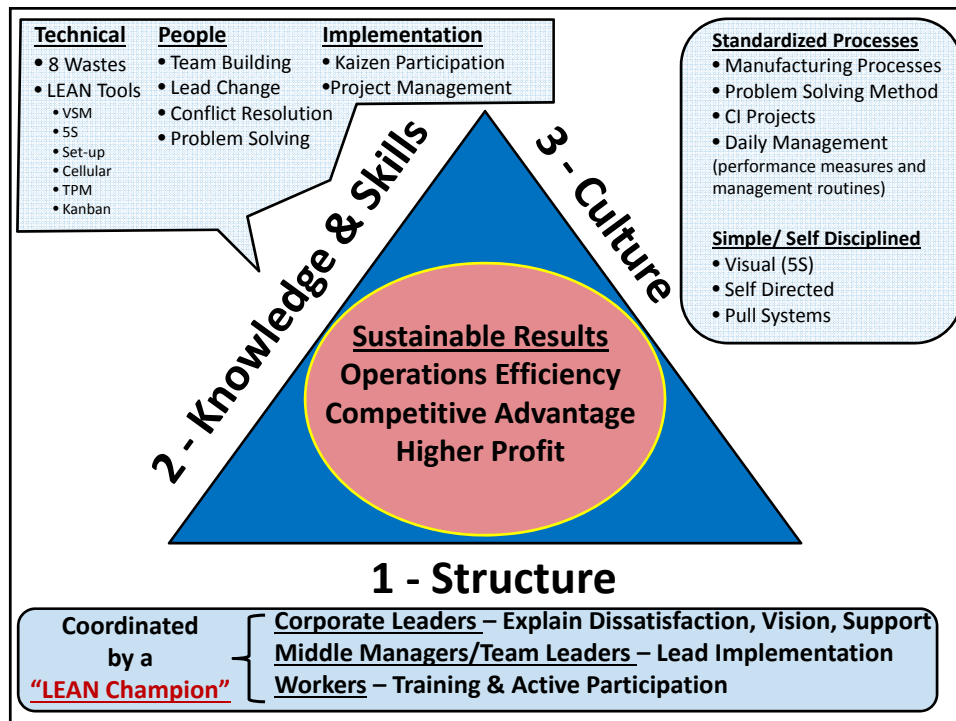 Technical
• 8 Wastes
• LEAN Tools
• VSM
• 5S
• Set-up
• Cellular
• TPM
• Kanban
People
• Team Building
• Lead Change
• Conflict Resolution
• Problem Solving
Implementation
• Kaizen Participation
•Project Management
Standardized Processes
• Manufacturing Processes
• Problem Solving Method
• CI Projects
• Daily Management
(performance measures and
management routines)
Simple/ Self Disciplined
• Visual (5S)
• Self Directed
• Pull Systems
2 - Knowledge & Skills
3 - Culture
Sustainable Results
Operations Efficiency
Competitive Advantage
Higher Profit
1 - Structure
Coordinated
by a
“LEAN Champion”
Corporate Leaders – Explain Dissatisfaction, Vision, Support
Middle Managers/Team Leaders – Lead Implementation
Workers – Training & Active Participation